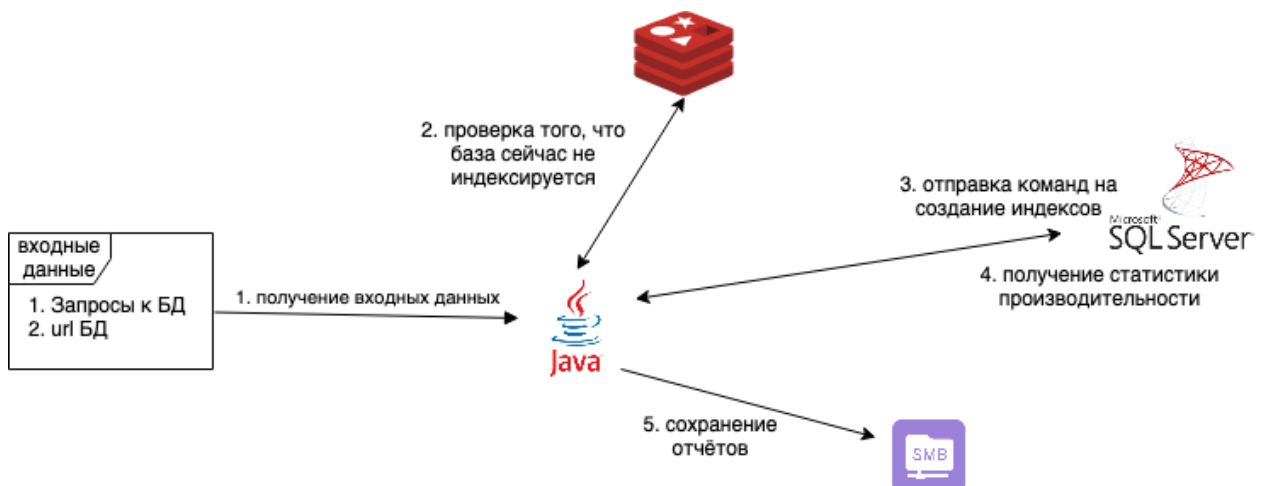 2. проверка того, что
база сейчас не
индексируется
3. отправка команд на
создание индексов
Microsoft
SQL Server
4. получение статистики
производительности
входные
данные
1. Запросы к БД
2. url БД
1. получение входных данных
Java
5. сохранение
отчётов
SMB